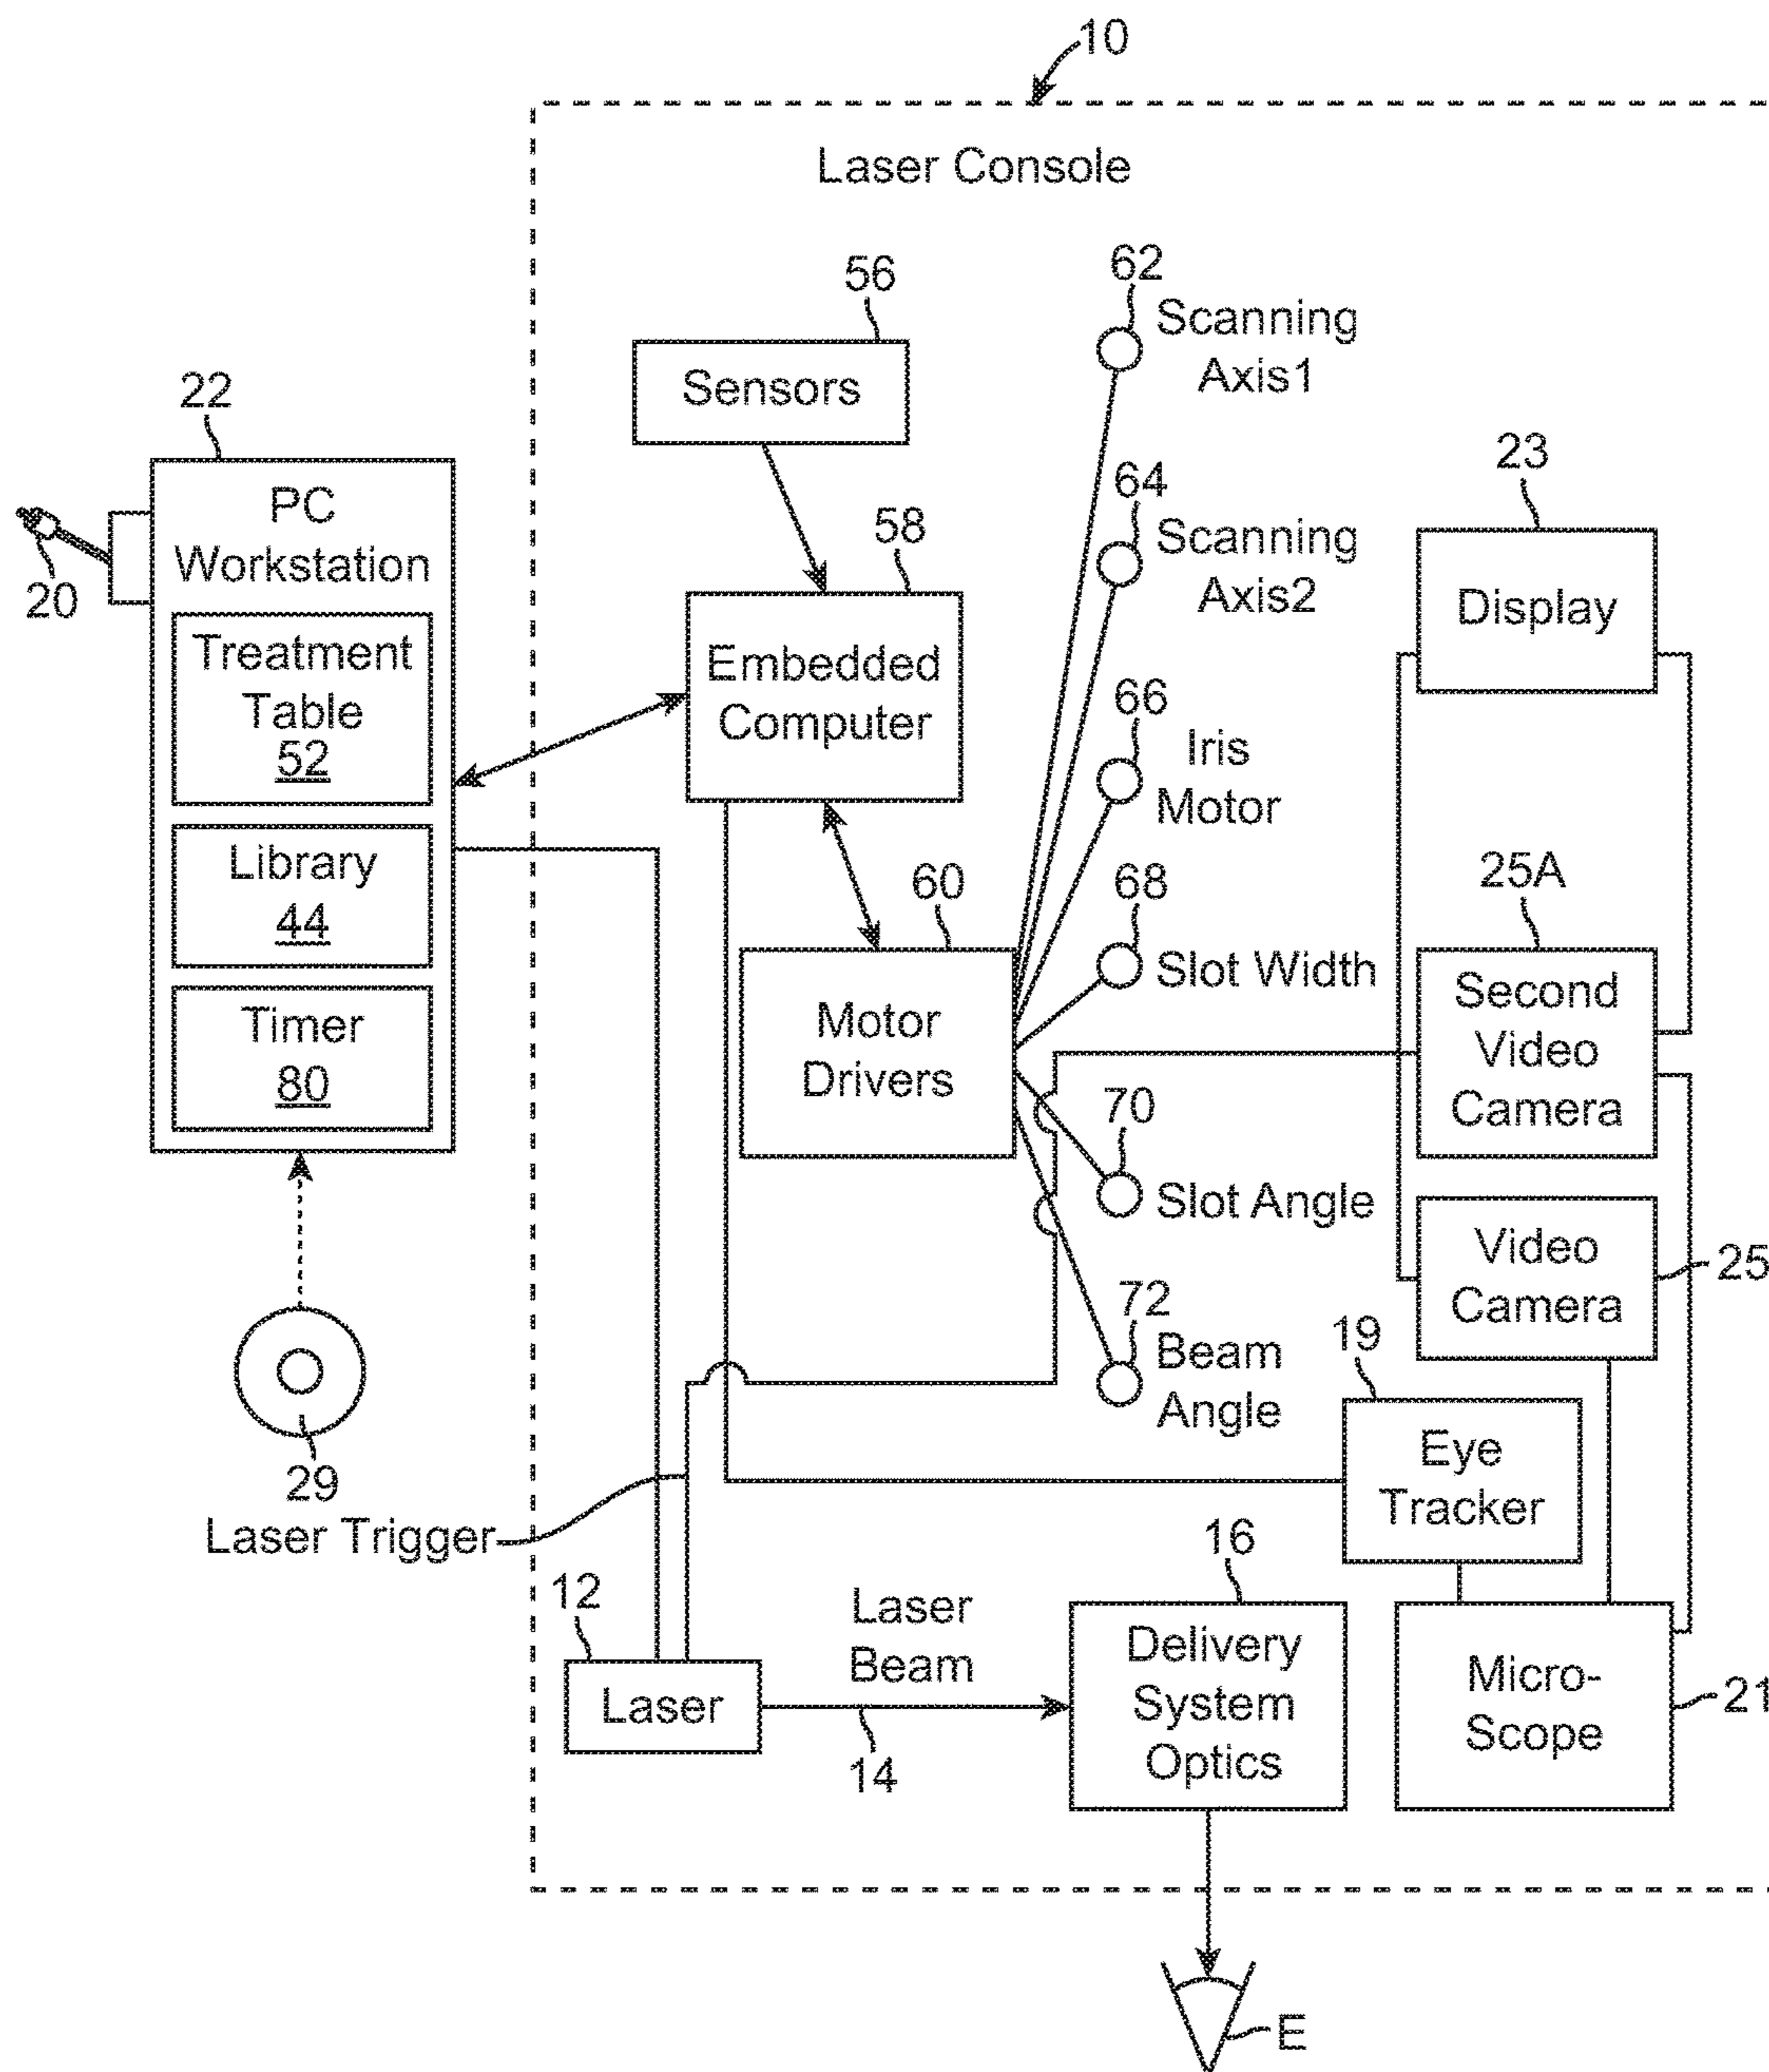 10
Laser Console
62
Scanning
Axis1
56
Sensors
22
PC
Workstation
20
Treatment
Table
52
Library
44
Timer
80
29
58
Embedded
Computer
64
Scanning
Axis2
23
Display
66
Iris
Motor
60
Motor
Drivers
68
Slot Width
25A
Second
Video
Camera
70
Slot Angle
Video
Camera
25
72
Beam
Angle
19
Eye
Tracker
Laser Trigger
12
Laser
Laser
Beam
14
16
Delivery
System
Optics
Micro-
Scope
21
E